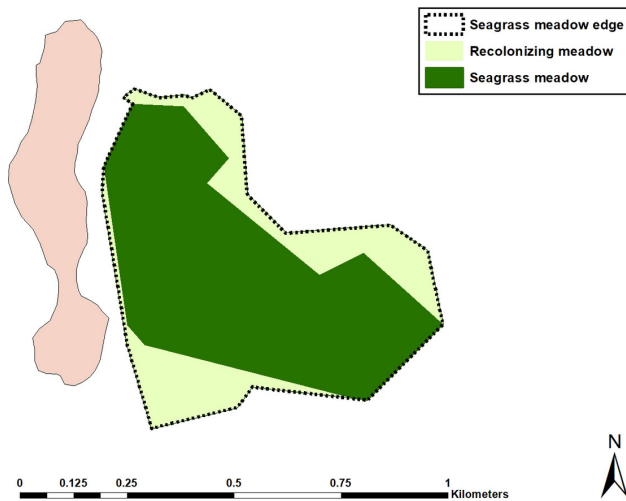 Seagrass meadow edge
Recolonizing meadow
Seagrass meadow
N
0 0.125 0.25 0.5 0.75 1
Kilometers